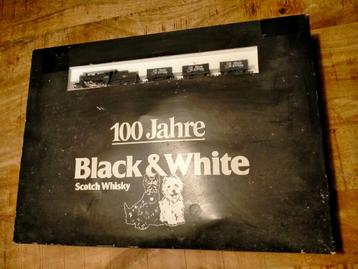 100 Jahre
Black & White
Scotch Whisky